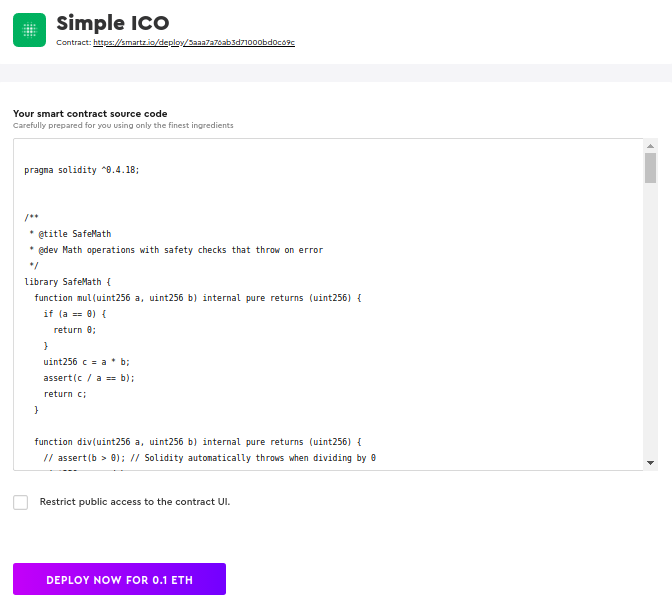 Simple ICO
Contract: https://smartz.io/deploy/5aaa7a76ab3d71000bd0c69c
Your smart contract source code
Carefully prepared for you using only the finest ingredients
pragma solidity ^0.4.18;
/**
 * @title SafeMath
 * @dev Math operations with safety checks that throw on error
 */
library SafeMath {
  function mul(uint256 a, uint256 b) internal pure returns (uint256) {
    if (a == 0) {
      return 0;
    }
    uint256 c = a * b;
    assert(c / a == b);
    return c;
  }
  function div(uint256 a, uint256 b) internal pure returns (uint256) {
    // assert(b > 0); // Solidity automatically throws when dividing by 0
Restrict public access to the contract UI.
DEPLOY NOW FOR 0.1 ETH